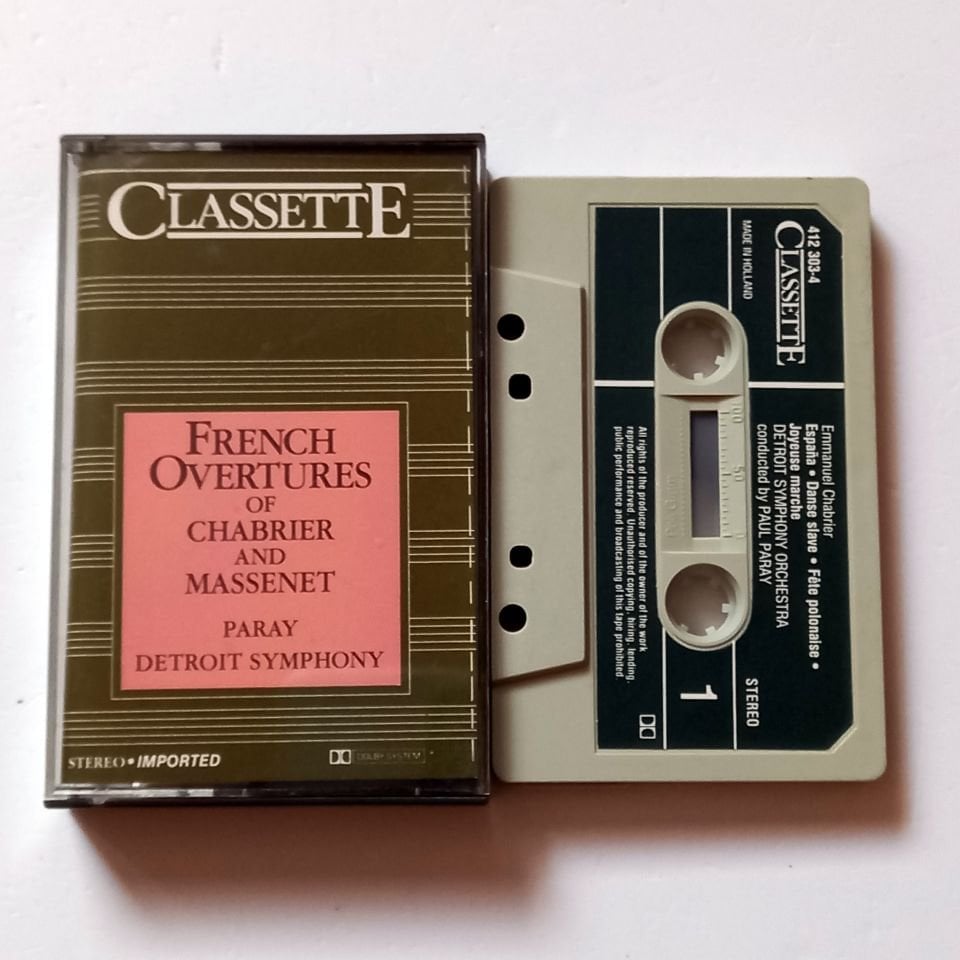 CLASSETTE
FRENCH
OVERTURES
OF
CHABRIER
AND
MASSENET
PARAY
DETROIT SYMPHONY
STEREO • IMPORTED
DOLBY SYSTEM
412 303-4
CLASSETTE
MADE IN HOLLAND
Emmanuel Chabrier
España • Danse slave • Fête polonaise •
Joyeuse marche
DETROIT SYMPHONY ORCHESTRA
conducted by PAUL PARAY
100 50 0
All rights of the producer and of the owner of the work
reproduced reserved. Unauthorised copying, hiring, lending,
public performance and broadcasting of this tape prohibited.
STEREO
1